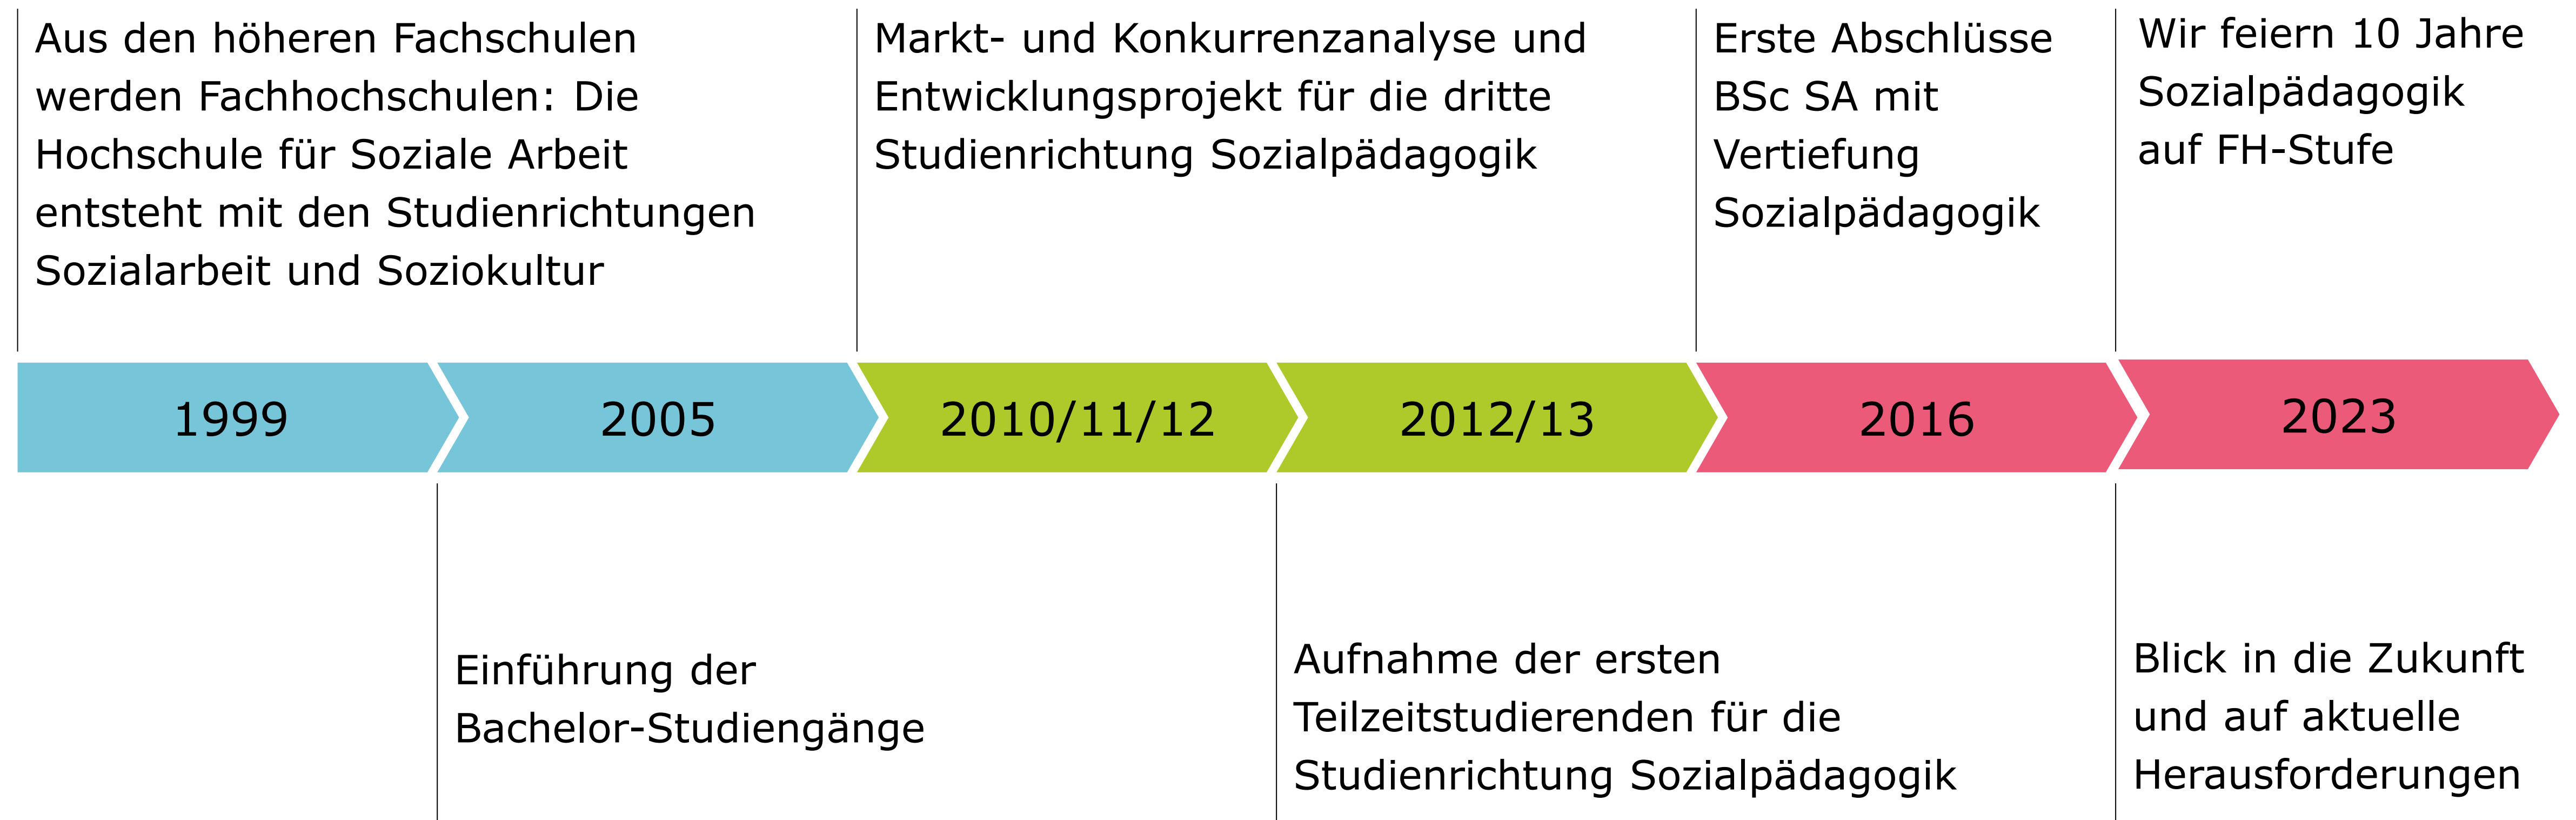 Aus den höheren Fachschulen
werden Fachhochschulen: Die
Hochschule für Soziale Arbeit
entsteht mit den Studienrichtungen
Sozialarbeit und Soziokultur
Markt- und Konkurrenzanalyse und
Entwicklungsprojekt für die dritte
Studienrichtung Sozialpädagogik
Erste Abschlüsse
BSc SA mit
Vertiefung
Sozialpädagogik
Wir feiern 10 Jahre
Sozialpädagogik
auf FH-Stufe
1999
2005
2010/11/12
2012/13
2016
2023
Einführung der
Bachelor-Studiengänge
Aufnahme der ersten
Teilzeitstudierenden für die
Studienrichtung Sozialpädagogik
Blick in die Zukunft
und auf aktuelle
Herausforderungen